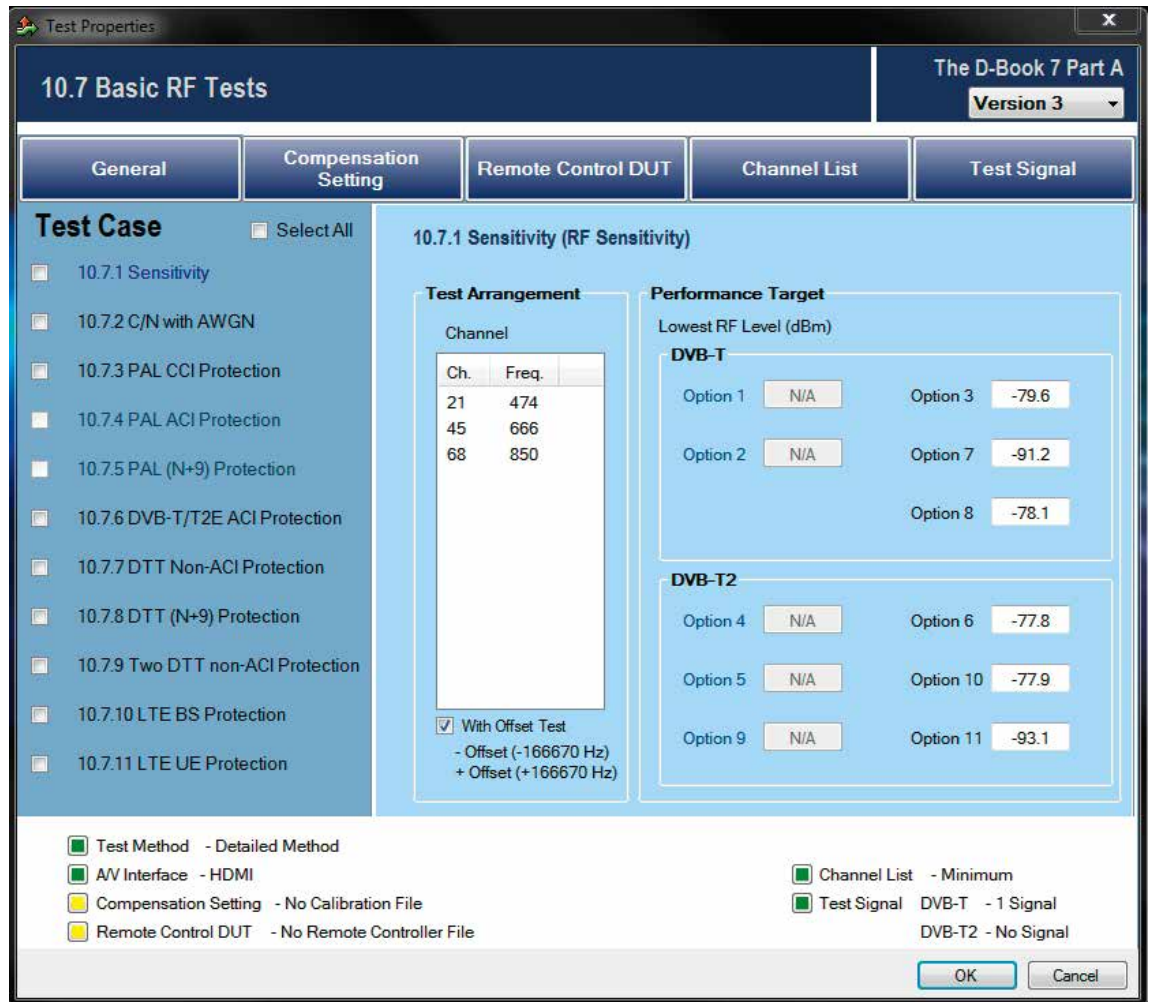 Test Properties
x
10.7 Basic RF Tests
The D-Book 7 Part A
Version 3
General
Compensation
Setting
Remote Control DUT
Channel List
Test Signal
Test Case
Select All
10.7.1 Sensitivity
10.7.2 C/N with AWGN
10.7.3 PAL CCI Protection
10.7.4 PAL ACI Protection
10.7.5 PAL (N+9) Protection
10.7.6 DVB-T/T2E ACI Protection
10.7.7 DTT Non-ACI Protection
10.7.8 DTT (N+9) Protection
10.7.9 Two DTT non-ACI Protection
10.7.10 LTE BS Protection
10.7.11 LTE UE Protection
10.7.1 Sensitivity (RF Sensitivity)
Test Arrangement
Channel
Ch. Freq.
21 474
45 666
68 850
With Offset Test
- Offset (-166670 Hz)
+ Offset (+166670 Hz)
Performance Target
Lowest RF Level (dBm)
DVB-T
Option 1 N/A Option 3 -79.6
Option 2 N/A Option 7 -91.2
Option 8 -78.1
DVB-T2
Option 4 N/A Option 6 -77.8
Option 5 N/A Option 10 -77.9
Option 9 N/A Option 11 -93.1
Test Method - Detailed Method
A/V Interface - HDMI
Compensation Setting - No Calibration File
Remote Control DUT - No Remote Controller File
Channel List - Minimum
Test Signal DVB-T - 1 Signal
DVB-T2 - No Signal
OK
Cancel